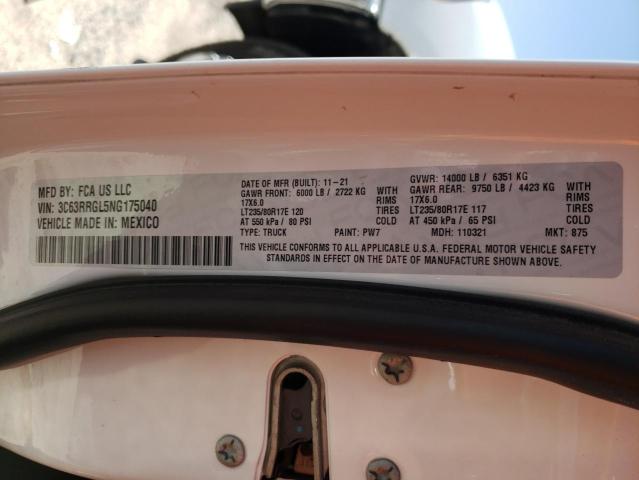 MFD BY: FCA US LLC
VIN: 3C63RRGL5NG175040
VEHICLE MADE IN: MEXICO
DATE OF MFR (BUILT): 11-21 GVWR: 14000 LB / 6351 KG
GAWR FRONT: 6000 LB / 2722 KG WITH GAWR REAR: 9750 LB / 4423 KG WITH
17X6.0 RIMS 17X6.0 RIMS
LT235/80R17E 120 TIRES LT235/80R17E 117 TIRES
AT 550 kPa / 80 PSI COLD AT 450 kPa / 65 PSI COLD
TYPE: TRUCK PAINT: PW7 MDH: 110321 MKT: 875
THIS VEHICLE CONFORMS TO ALL APPLICABLE U.S.A. FEDERAL MOTOR VEHICLE SAFETY
STANDARDS IN EFFECT ON THE DATE OF MANUFACTURE SHOWN ABOVE.